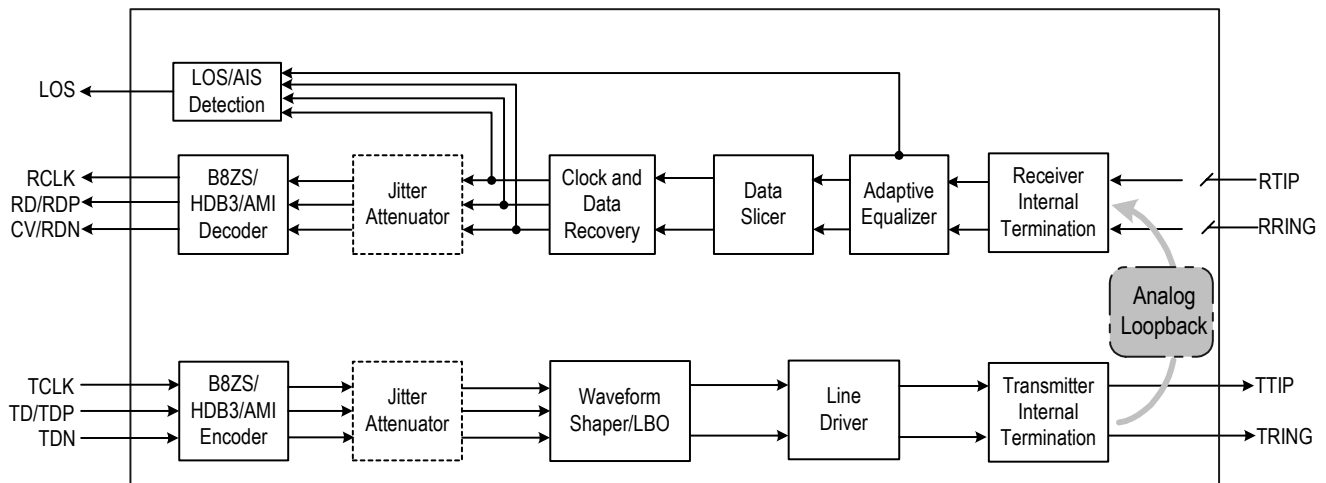 LOS
LOS/AIS
Detection
RCLK
RD/RDP
CV/RDN
B8ZS/
HDB3/AMI
Decoder
Jitter
Attenuator
Clock and
Data
Recovery
Data
Slicer
Adaptive
Equalizer
Receiver
Internal
Termination
RTIP
RRING
Analog
Loopback
TCLK
TD/TDP
TDN
B8ZS/
HDB3/AMI
Encoder
Jitter
Attenuator
Waveform
Shaper/LBO
Line
Driver
Transmitter
Internal
Termination
TTIP
TRING